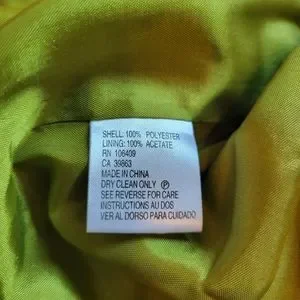 SHELL: 100% POLYESTER
LINING: 100% ACETATE
RN 106409
CA 39863
MADE IN CHINA
DRY CLEAN ONLY Ⓟ
SEE REVERSE FOR CARE
INSTRUCTIONS AU DOS
VER AL DORSO PARA CUIDADO